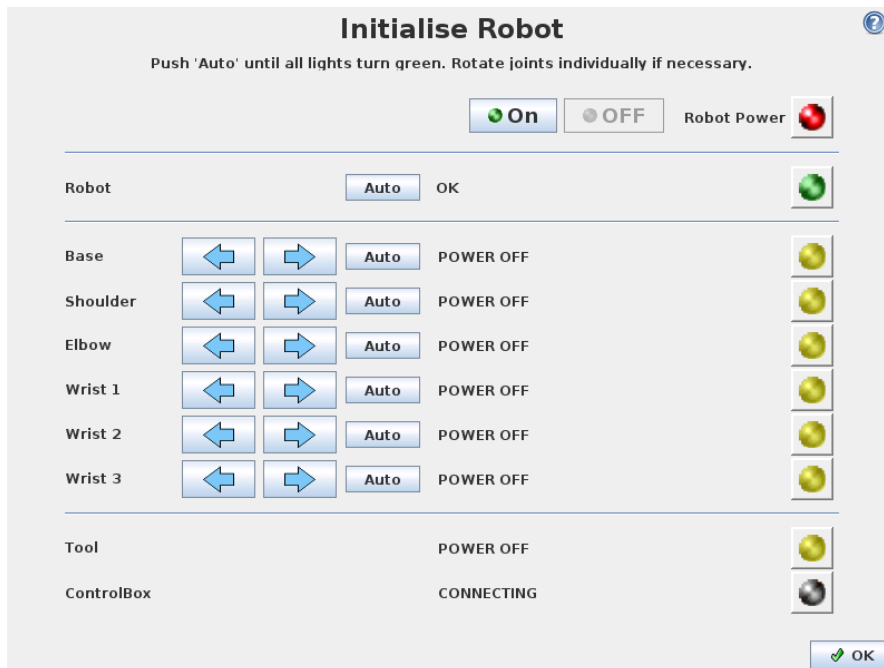 Initialise Robot
?
Push 'Auto' until all lights turn green. Rotate joints individually if necessary.
On OFF Robot Power
Robot Auto OK
Base Auto POWER OFF
Shoulder Auto POWER OFF
Elbow Auto POWER OFF
Wrist 1 Auto POWER OFF
Wrist 2 Auto POWER OFF
Wrist 3 Auto POWER OFF
Tool POWER OFF
ControlBox CONNECTING
OK